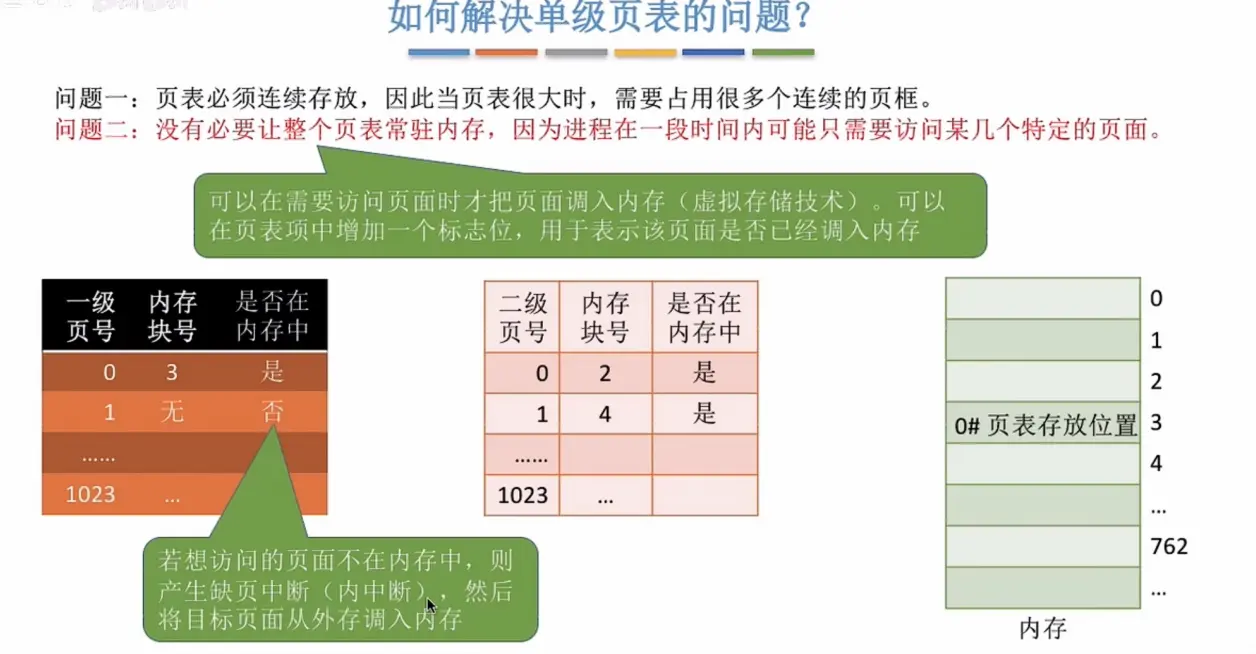 如何解决单级页表的问题？
问题一：页表必须连续存放，因此当页表很大时，需要占用很多个连续的页框。
问题二：没有必要让整个页表常驻内存，因为进程在一段时间内可能只需要访问某几个特定的页面。
可以在需要访问页面时才把页面调入内存（虚拟存储技术）。可以
在页表项中增加一个标志位，用于表示该页面是否已经调入内存
一级 内存 是否在
页号 块号 内存中
0 3 是
1 无 否
......
1023 ...
若想访问的页面不在内存中，则
产生缺页中断（内中断），然后
将目标页面从外存调入内存
二级 内存 是否在
页号 块号 内存中
0 2 是
1 4 是
......
1023 ...
0
1
2
0# 页表存放位置 3
4
...
762
...
内存